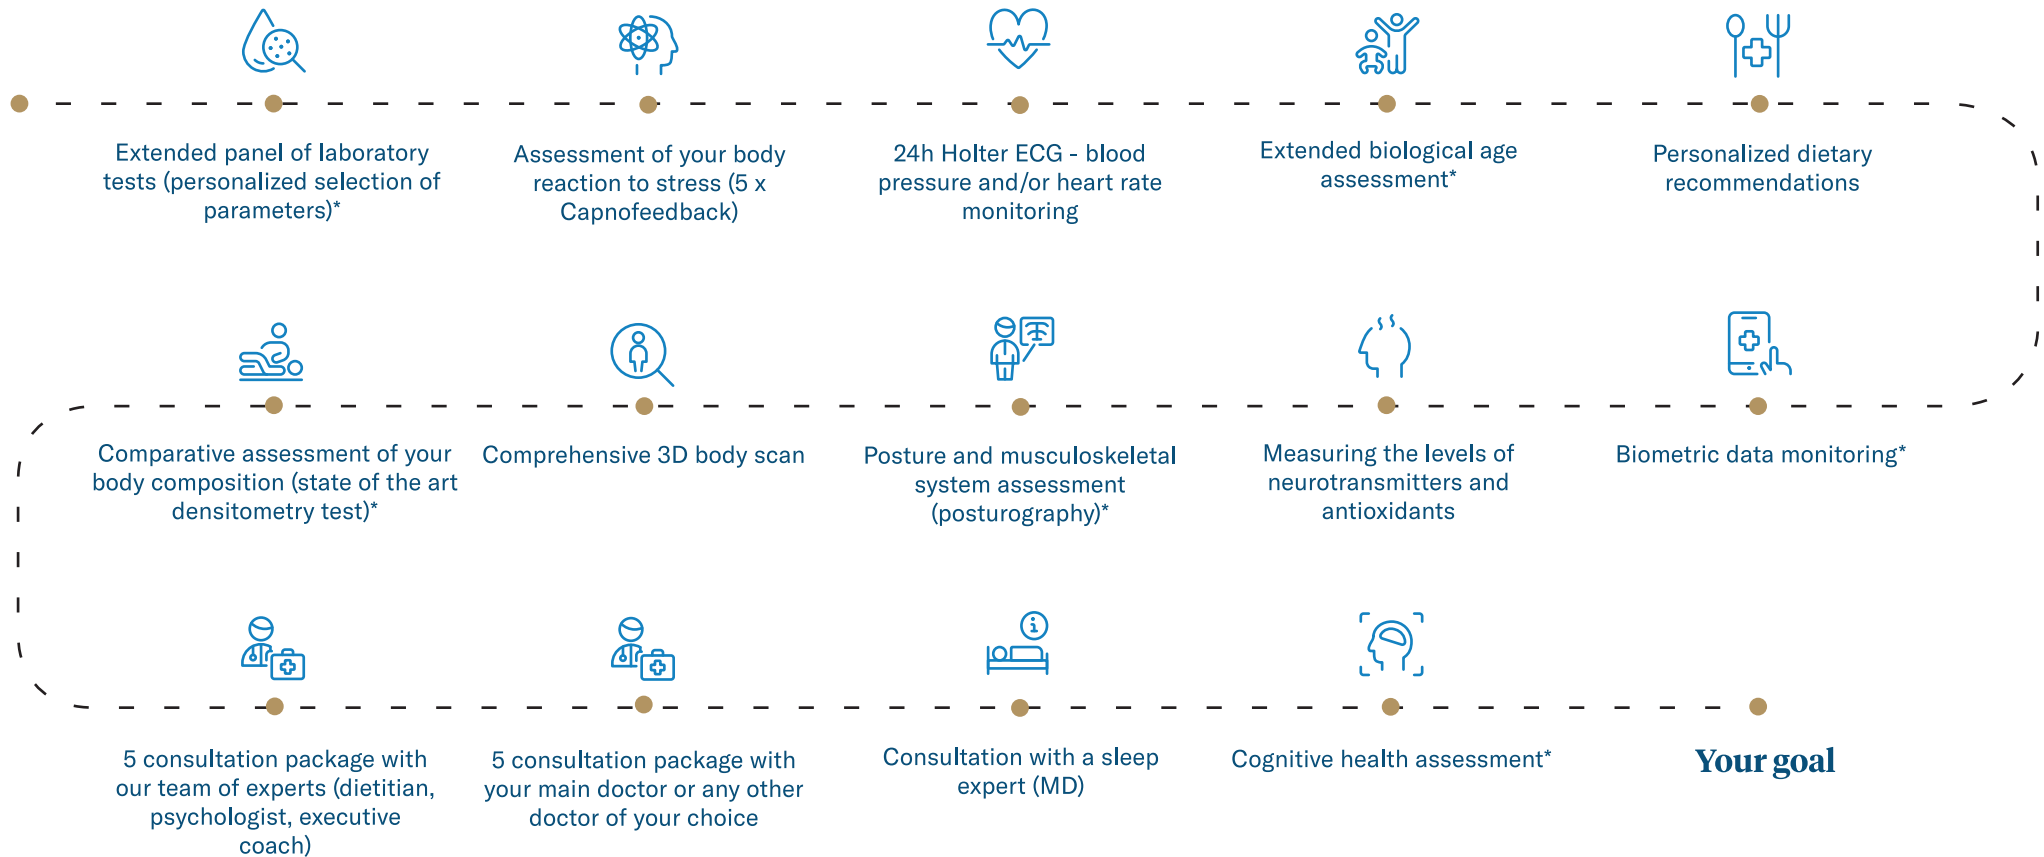 Extended panel of laboratory
tests (personalized selection of
parameters)*
Assessment of your body
reaction to stress (5 x
Capnofeedback)
24h Holter ECG - blood
pressure and/or heart rate
monitoring
Extended biological age
assessment*
Personalized dietary
recommendations
Comparative assessment of your
body composition (state of the art
densitometry test)*
Comprehensive 3D body scan
Posture and musculoskeletal
system assessment
(posturography)*
Measuring the levels of
neurotransmitters and
antioxidants
Biometric data monitoring*
5 consultation package with
our team of experts (dietitian,
psychologist, executive
coach)
5 consultation package with
your main doctor or any other
doctor of your choice
Consultation with a sleep
expert (MD)
Cognitive health assessment*
Your goal